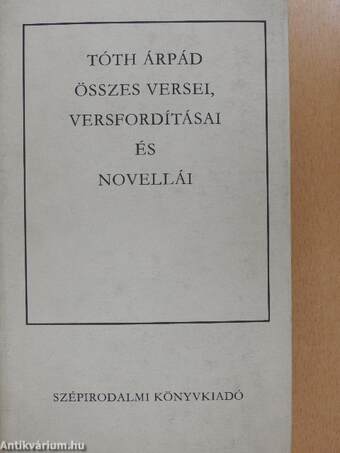 TÓTH ÁRPÁD
ÖSSZES VERSEI,
VERSFORDÍTÁSAI
ÉS
NOVELLÁI
SZÉPIRODALMI KÖNYVKIADÓ
Antikvárium.hu